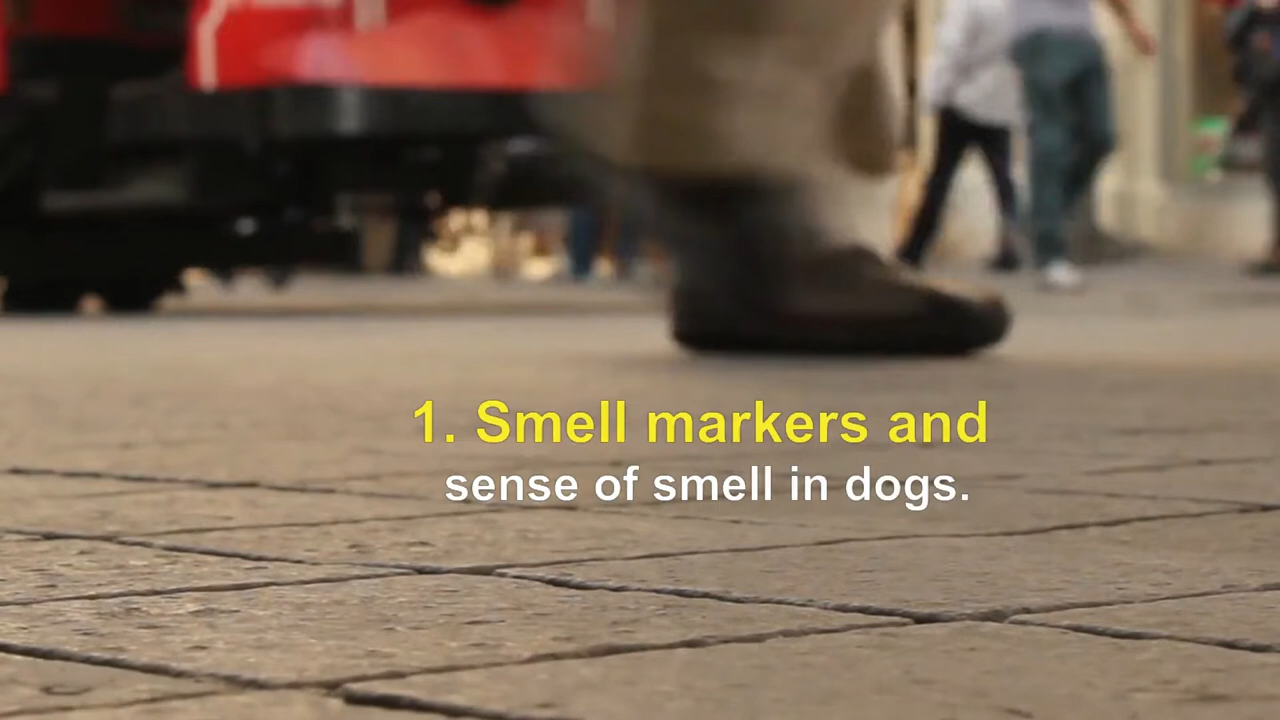 1. Smell markers and
sense of smell in dogs.